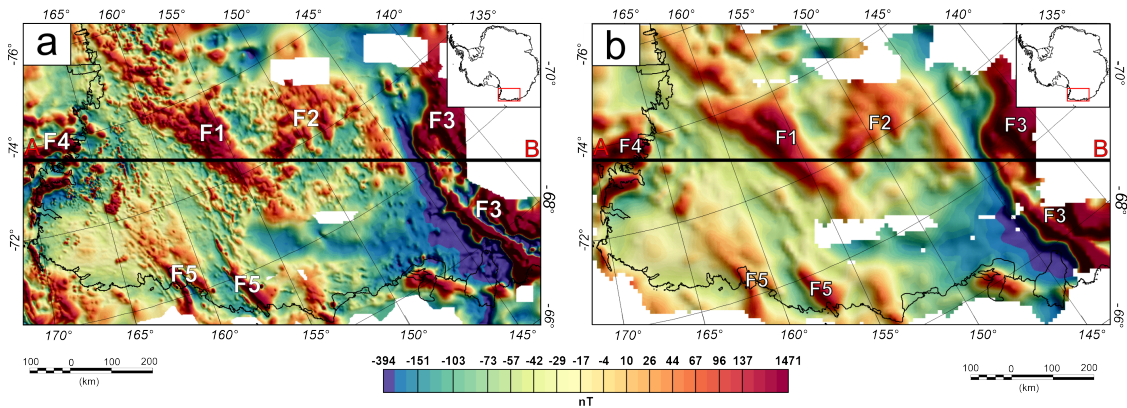 165 160 155 150 145 140 135
a
-76°
-70°
F1 F2 F3
F4
A B
-74°
-68°
F3
-72°
F5 F5
-66°
170 165 160 155 150 145
100 0 100 200
(km)
165 160 155 150 145 140 135
b
-76°
-70°
F1 F2 F3
F4
A B
-74°
-68°
F3
-72°
F5 F5
-66°
170 165 160 155 150 145°
100 0 100 200
(km)
-394 -151 -103 -73 -57 -42 -29 -17 -4 10 26 44 67 96 137 1471
nT